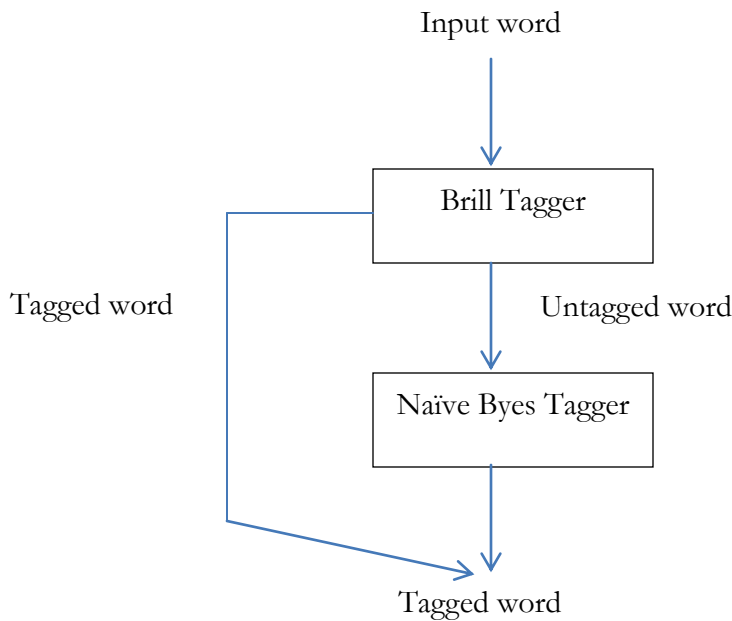 Input word
Brill Tagger
Tagged word
Untagged word
Naïve Byes Tagger
Tagged word